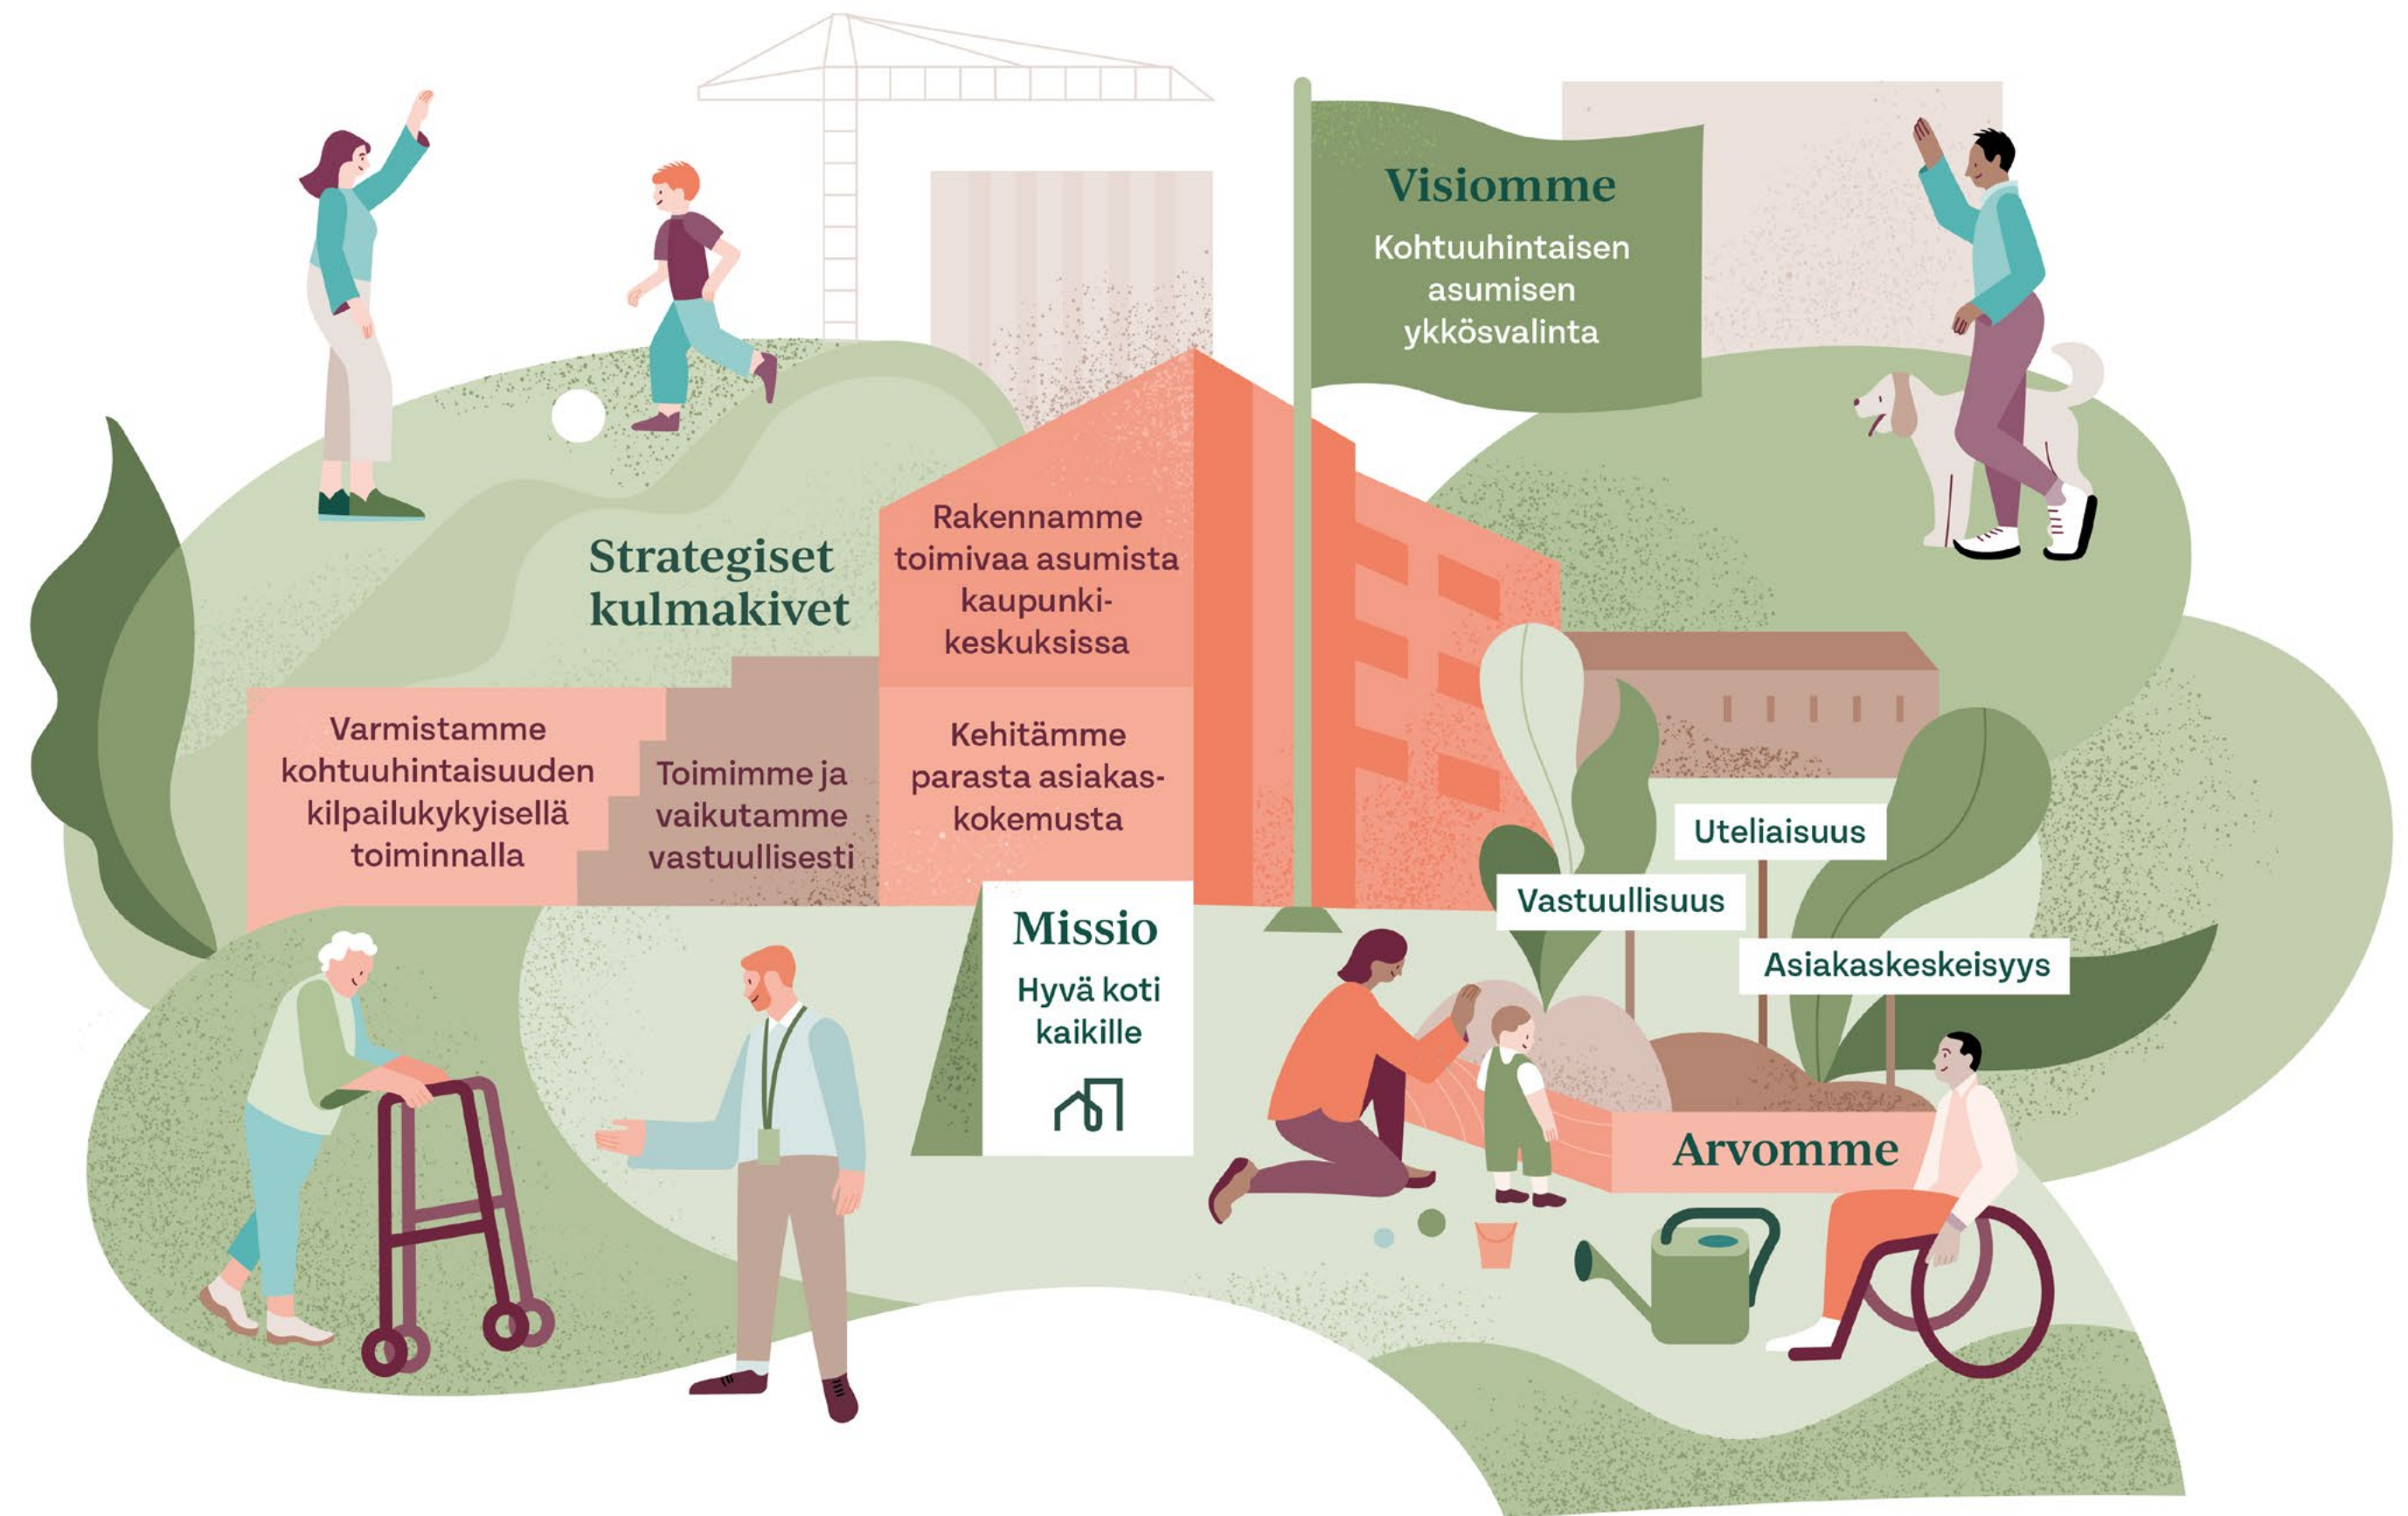 Visiomme
Kohtuuhintaisen
asumisen
ykkösvalinta
Strategiset
kulmakivet
Rakennamme
toimivaa asumista
kaupunki-
keskuksissa
Varmistamme
kohtuuhintaisuuden
kilpailukykyisellä
toiminnalla
Toimimme ja
vaikutamme
vastuullisesti
Kehitämme
parasta asiakas-
kokemusta
Missio
Hyvä koti
kaikille
Uteliaisuus
Vastuullisuus
Asiakaskeskeisyys
Arvomme